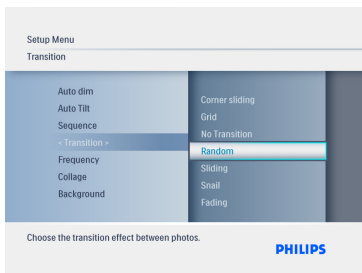 Setup Menu
Transition
Auto dim
Auto Tilt
Sequence
« Transition »
Frequency
Collage
Background
Corner sliding
Grid
No Transition
Random
Sliding
Snail
Fading
Choose the transition effect between photos.
PHILIPS